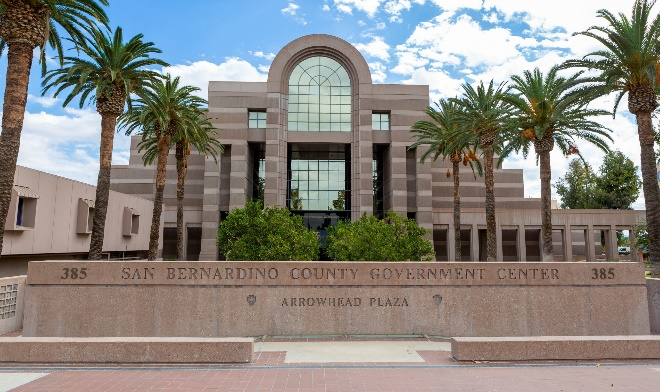 385 SAN BERNARDINO COUNTY GOVERNMENT CENTER 385
ARROWHEAD PLAZA